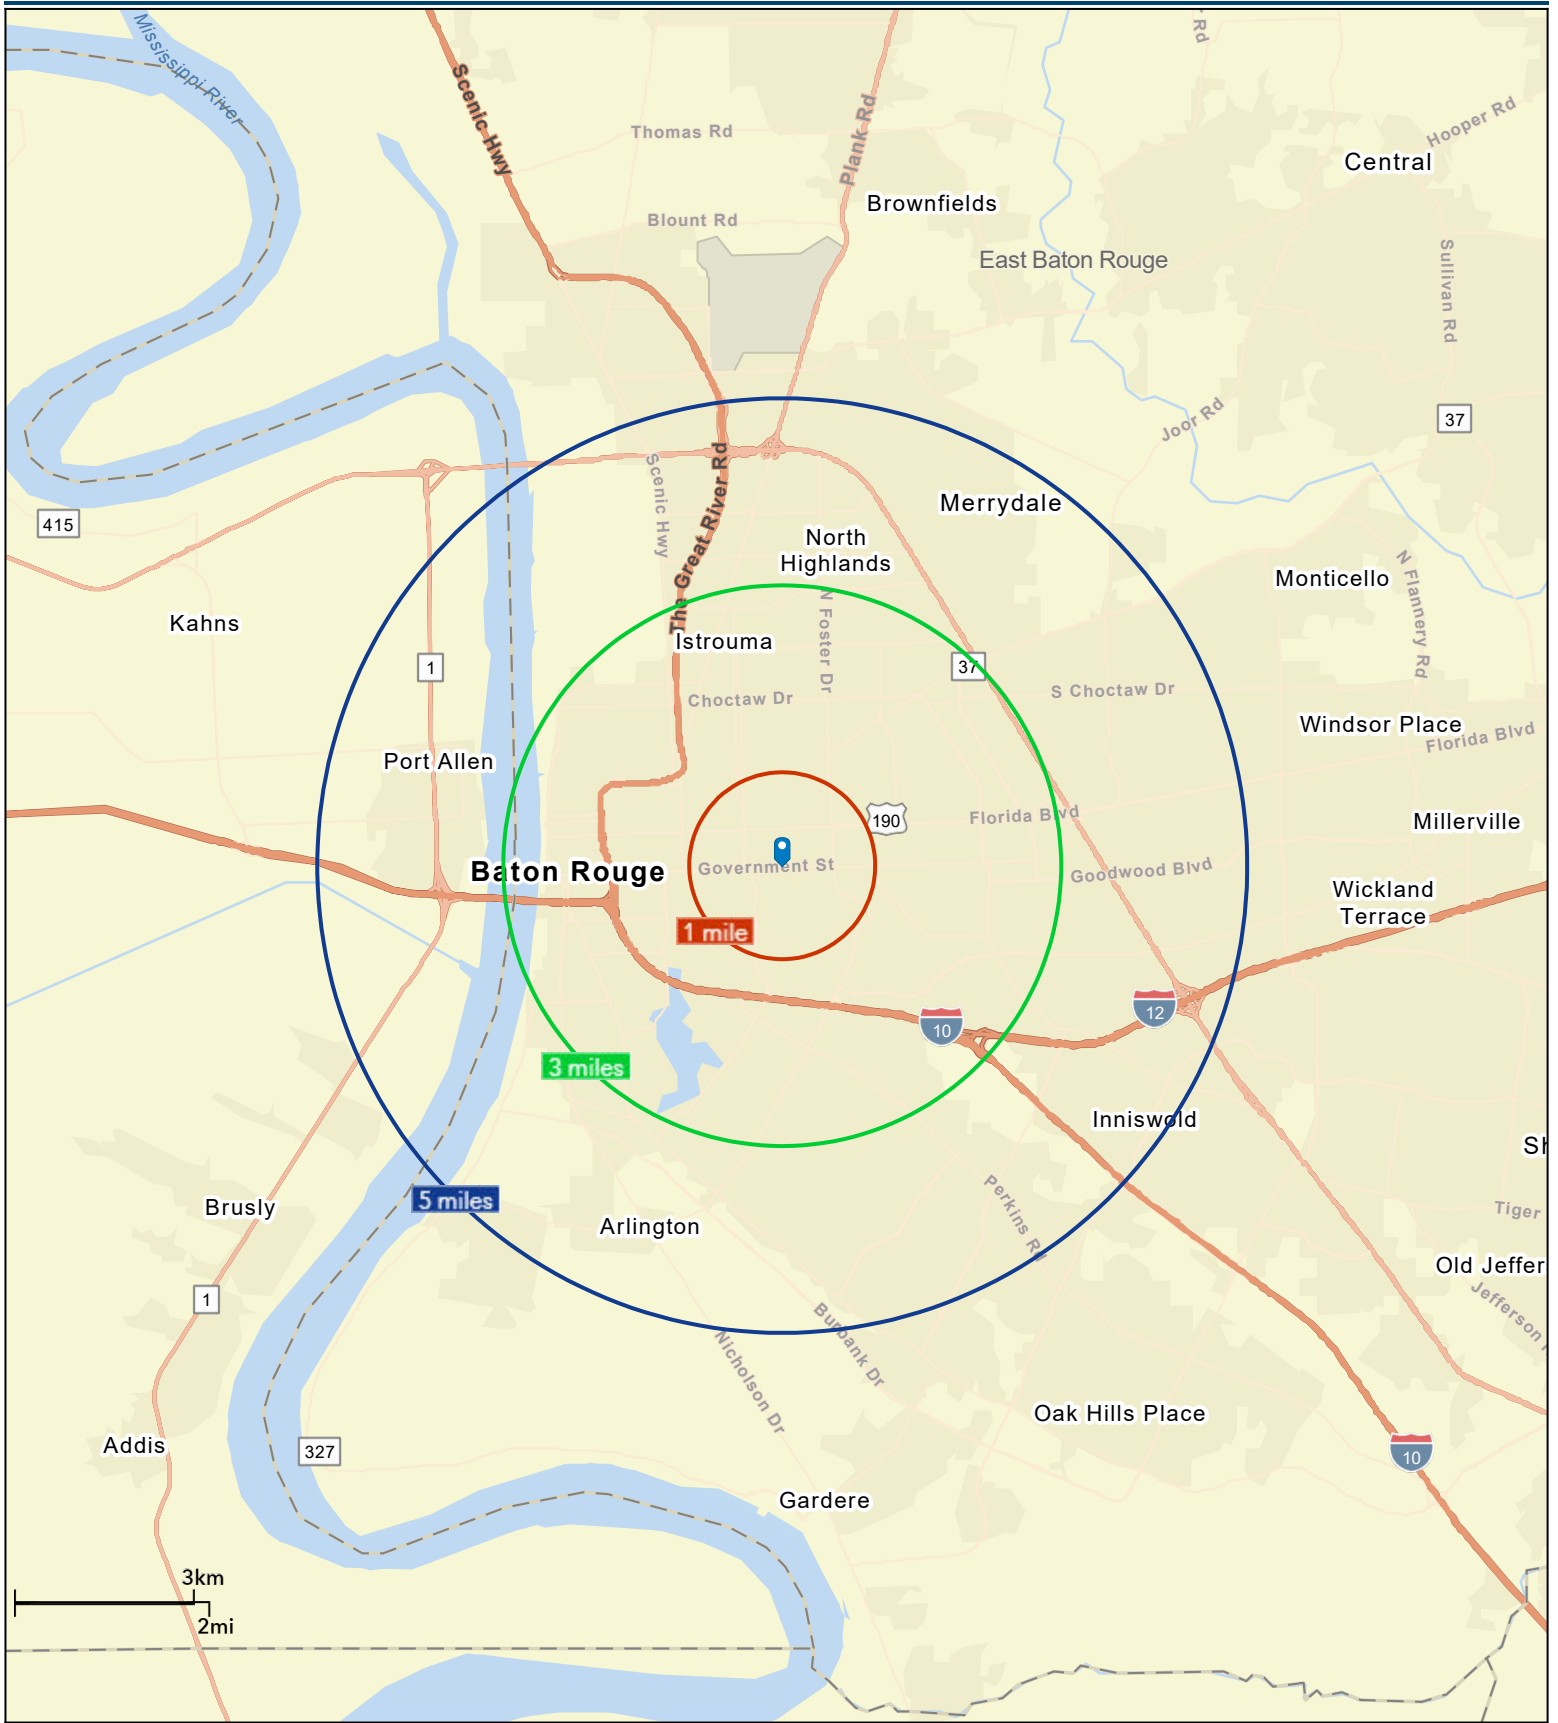 Mississippi River
Scenic Hwy
Rd
Thomas Rd
Plank Rd
Hooper Rd
Central
Brownfields
Blount Rd
East Baton Rouge
Sullivan Rd
Joor Rd
37
415
Scenic Hwy
The Great River Rd
Merrydale
North
Highlands
Monticello
N Flannery Rd
Kahns
1
Istrouma
N Foster Dr
37
Choctaw Dr
S Choctaw Dr
Windsor Place
Florida Blvd
Port Allen
190
Florida Blvd
Millerville
Baton Rouge
Government St
Goodwood Blvd
Wickland
Terrace
1 mile
10
12
3 miles
Inniswold
Sh
5 miles
Brusly
Arlington
Perkins Rd
Tiger
Old Jeffer
Jefferson
1
Burbank Dr
Nicholson Dr
Oak Hills Place
Addis
327
10
Gardere
3km
2mi